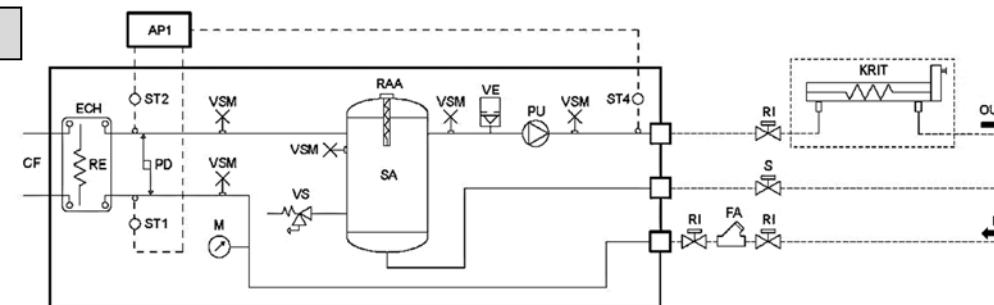 AP1
KRIT
RAA
VE
ECH
ST2
VSM
VSM
PU
VSM
ST4
RI
VSM
CF
RE
PD
VSM
SA
S
VS
ST1
M
RI
FA
RI